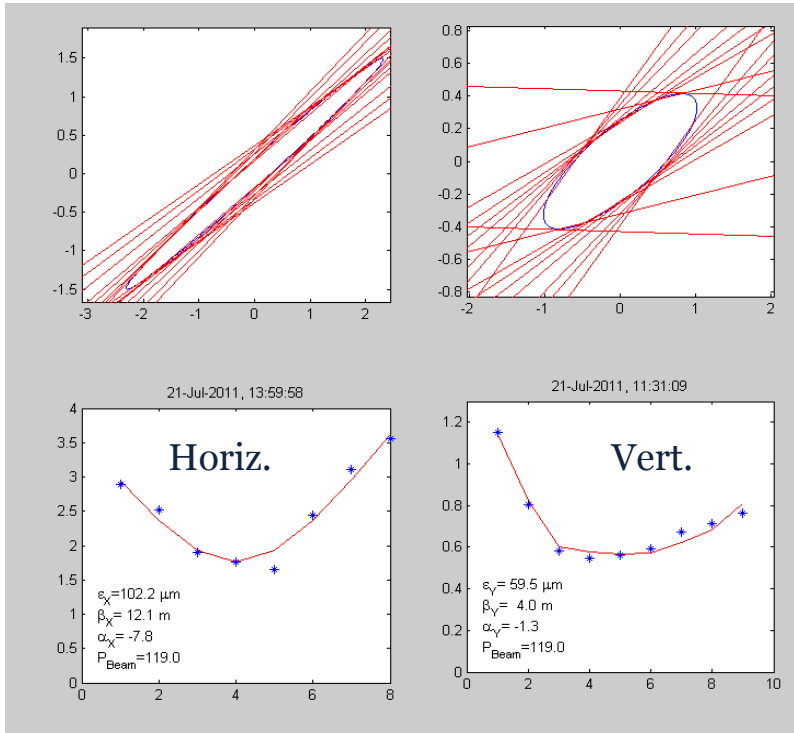 1.5
1
0.5
0
-0.5
-1
-1.5
-3 -2 -1 0 1 2
0.8
0.6
0.4
0.2
0
-0.2
-0.4
-0.6
-0.8
-2 -1 0 1 2
21-Jul-2011, 13:59:58
4
3.5
3
2.5
2
1.5
1
0.5
0
Horiz.
εX=102.2 μm
βX= 12.1 m
αX= -7.8
PBeam=119.0
0 2 4 6 8
21-Jul-2011, 11:31:09
1.2
1
0.8
0.6
0.4
0.2
0
Vert.
εY= 59.5 μm
βY= 4.0 m
αY= -1.3
PBeam=119.0
0 2 4 6 8 10